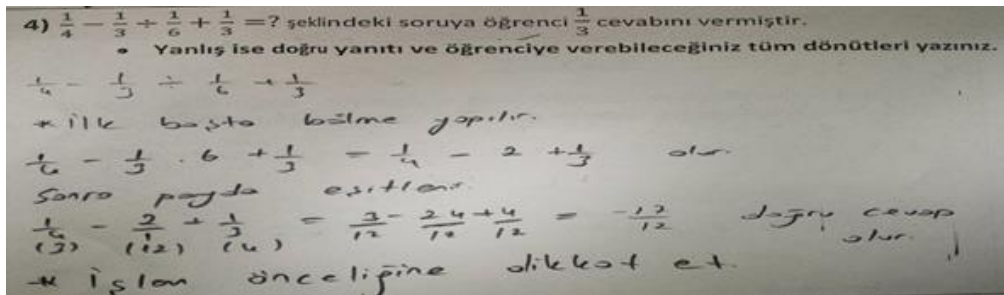 4) 1/4 − 1/3 ÷ 1/6 + 1/3 =? şeklindeki soruya öğrenci 1/3 cevabını vermiştir.
• Yanlış ise doğru yanıtı ve öğrenciye verebileceğiniz tüm dönütleri yazınız.
1/4 − 1/3 ÷ 1/6 + 1/3
* ilk başta bölme yapılır.
1/4 − 1/3 . 6 + 1/3 = 1/4 − 2 + 1/3 olur.
Sonra payda eşitlenir.
1/4 − 2/1 + 1/3 = 3/12 − 24/12 + 4/12 = −17/12 doğru cevap
(3) (12) (4) olur.
* İşlem önceliğine dikkat et.